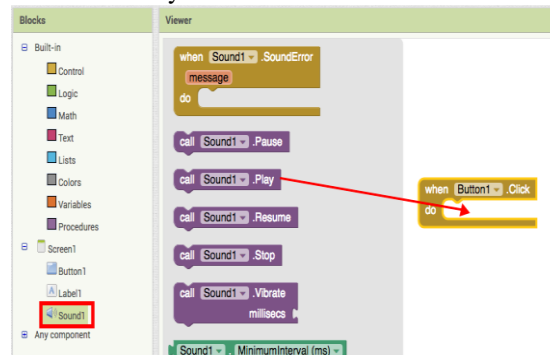 Blocks
Viewer
Built-in
Control
Logic
Math
Text
Lists
Colors
Variables
Procedures
Screen1
Button1
Label1
Sound1
Any component
when Sound1 .SoundError
message
do
call Sound1 .Pause
call Sound1 .Play
call Sound1 .Resume
call Sound1 .Stop
call Sound1 .Vibrate
millisecs
Sound1 . MinimumInterval (ms)
when Button1 .Click
do